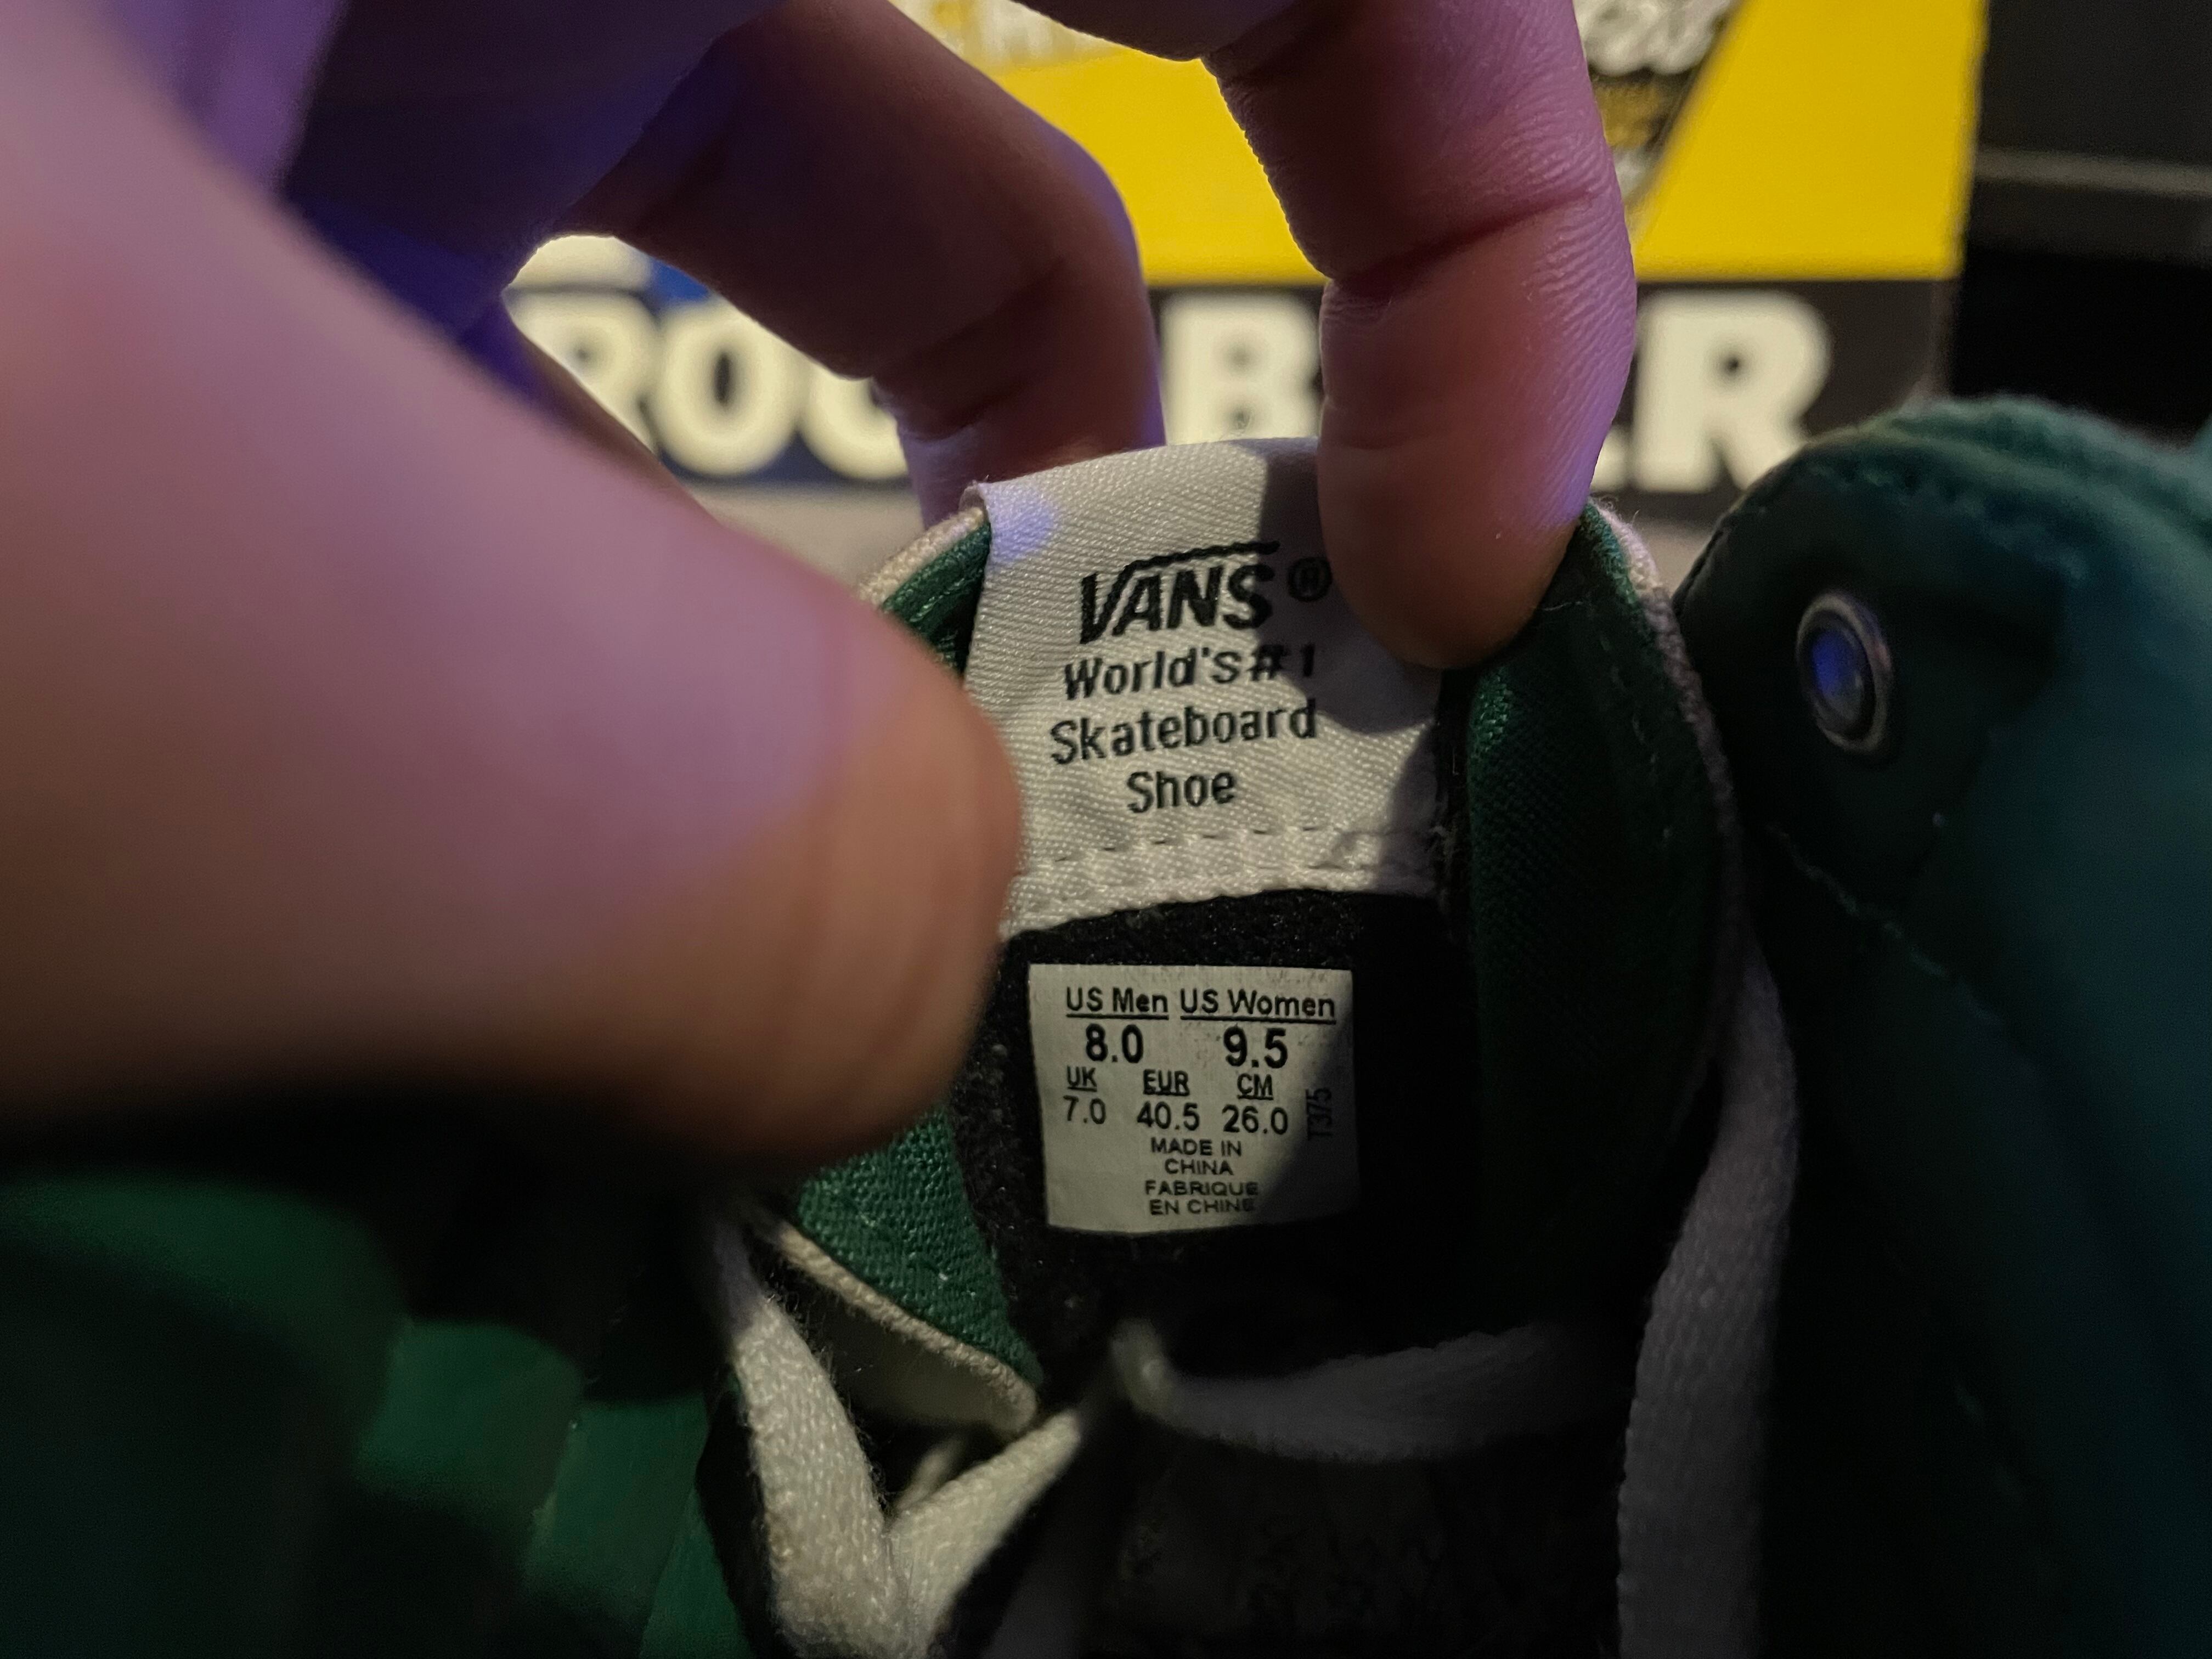 VANS®
World's #1
Skateboard
Shoe
US Men US Women
8.0 9.5
UK EUR CM
7.0 40.5 26.0
T375
MADE IN
CHINA
FABRIQUE
EN CHINE